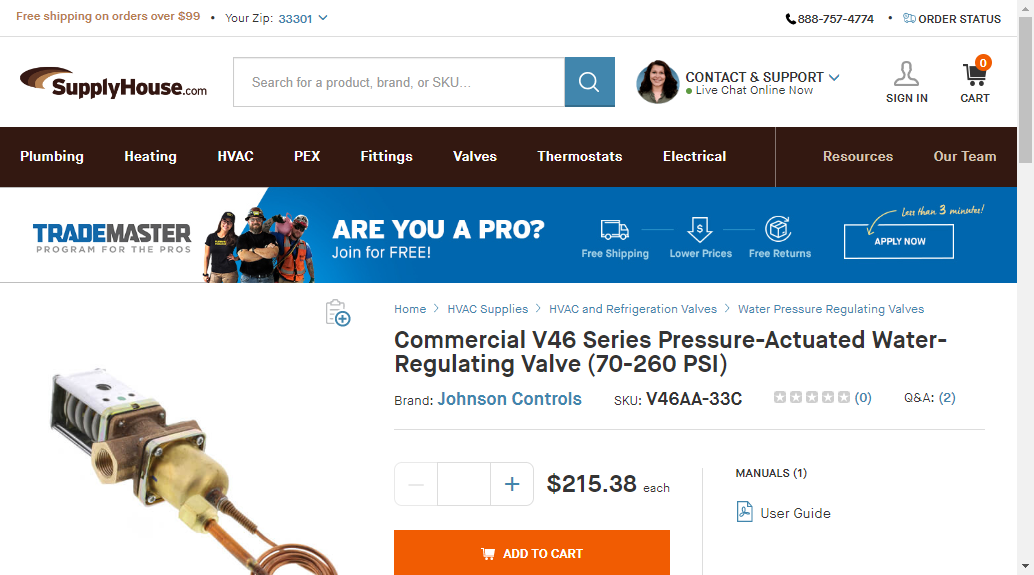 Free shipping on orders over $99 • Your Zip: 33301
888-757-4774 • ORDER STATUS
SupplyHouse.com
Search for a product, brand, or SKU...
CONTACT & SUPPORT
Live Chat Online Now
SIGN IN
0
CART
Plumbing Heating HVAC PEX Fittings Valves Thermostats Electrical Resources Our Team
TRADEMASTER
PROGRAM FOR THE PROS
ARE YOU A PRO?
Join for FREE!
Free Shipping
$
Lower Prices
Free Returns
Less than 3 minutes!
APPLY NOW
Home > HVAC Supplies > HVAC and Refrigeration Valves > Water Pressure Regulating Valves
Commercial V46 Series Pressure-Actuated Water-
Regulating Valve (70-260 PSI)
Brand: Johnson Controls SKU: V46AA-33C (0) Q&A: (2)
$215.38 each
ADD TO CART
MANUALS (1)
User Guide